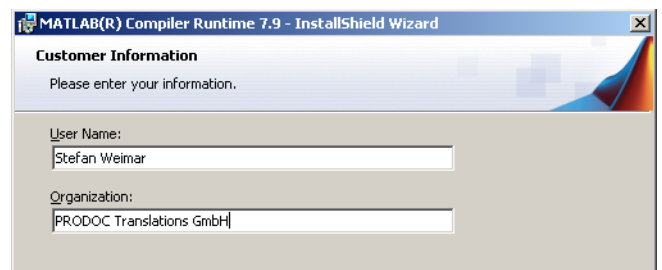 MATLAB(R) Compiler Runtime 7.9 - InstallShield Wizard
Customer Information
Please enter your information.
User Name:
Stefan Weimar
Organization:
PRODOC Translations GmbH